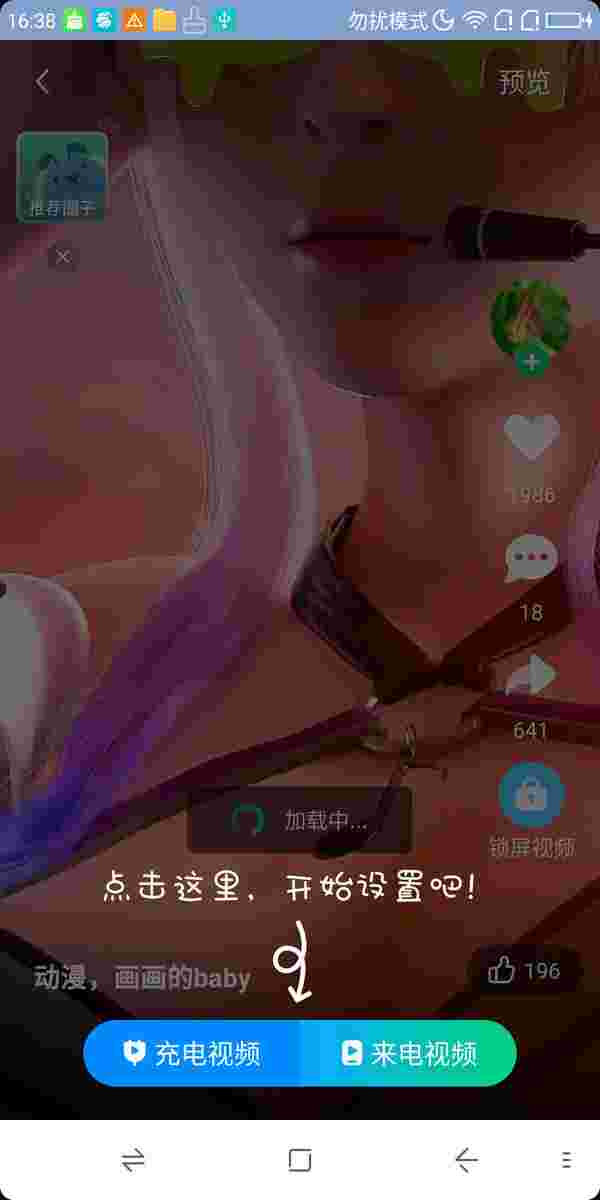 16:38
勿扰模式
预览
推荐圈子
1986
18
641
加载中...
锁屏视频
点击这里，开始设置吧！
动漫，画画的baby
196
充电视频
来电视频